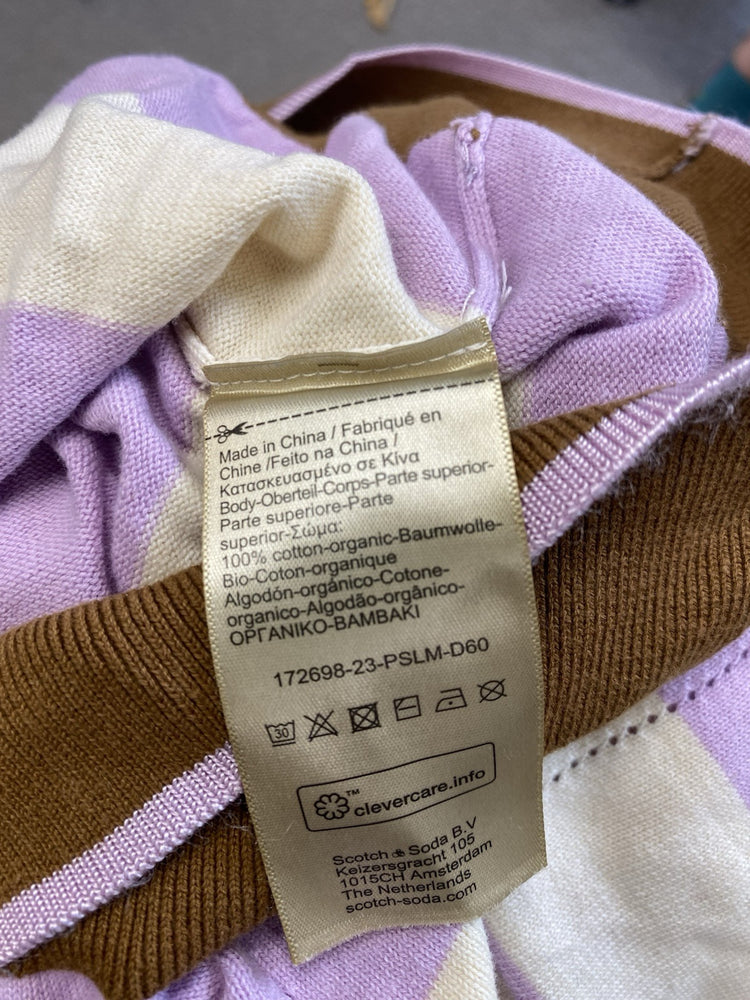 Made in China / Fabriqué en
Chine /Feito na China /
Κατασκευασμένο σε Κίνα
Body-Oberteil-Corps-Parte superior-
Parte superiore-Parte
superior-Σώμα:
100% cotton-organic-Baumwolle-
Bio-Coton-organique
Algodón-orgánico-Cotone-
organico-Algodão-orgânico-
ΟΡΓΑΝΙΚΟ-ΒΑΜΒΑΚΙ
172698-23-PSLM-D60
30
™
clevercare.info
Scotch & Soda B.V
Keizersgracht 105
1015CH Amsterdam
The Netherlands
scotch-soda.com